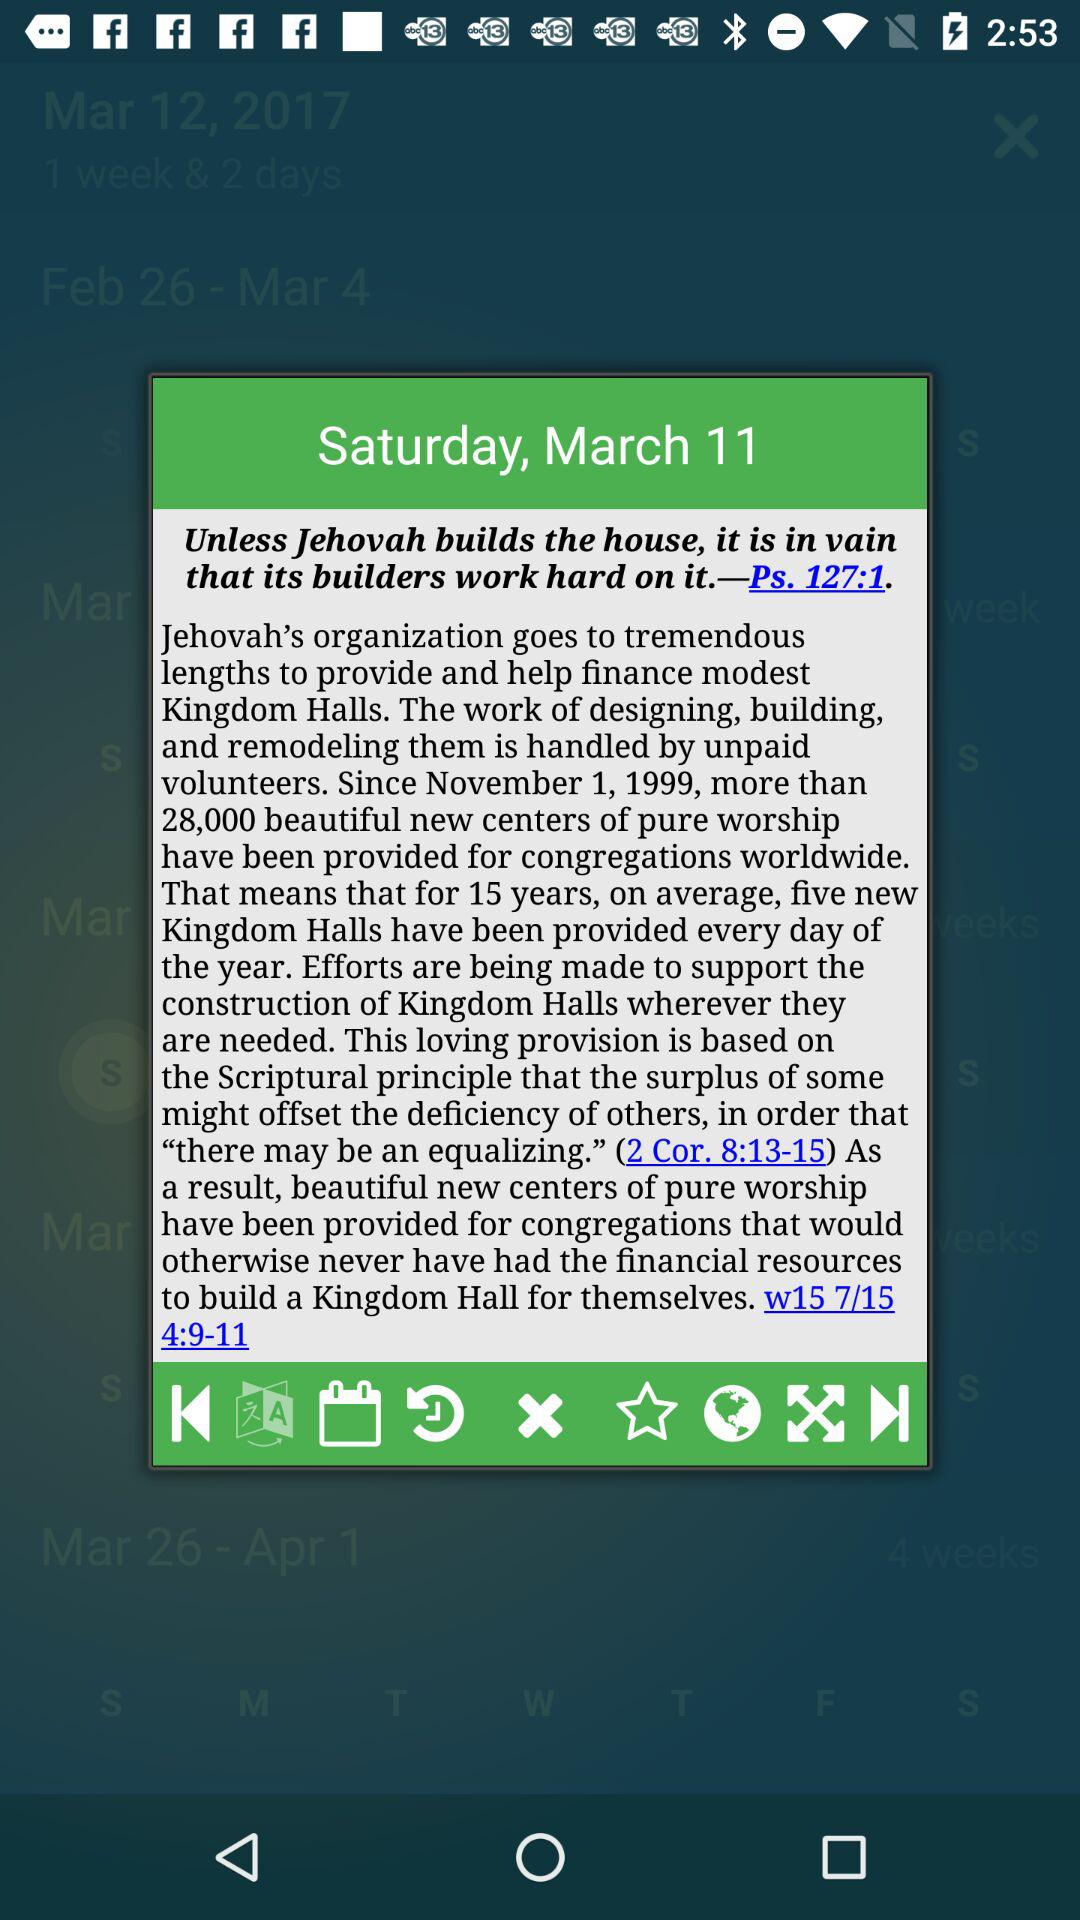 2:53
Mar 12, 2017
1 week & 2 days
Feb 26 - Mar 4
S S
Saturday, March 11
Unless Jehovah builds the house, it is in vain
that its builders work hard on it.—Ps. 127:1.
Mar week
Jehovah’s organization goes to tremendous
lengths to provide and help finance modest
Kingdom Halls. The work of designing, building,
and remodeling them is handled by unpaid
S S
volunteers. Since November 1, 1999, more than
28,000 beautiful new centers of pure worship
have been provided for congregations worldwide.
That means that for 15 years, on average, five new
Mar weeks
Kingdom Halls have been provided every day of
the year. Efforts are being made to support the
construction of Kingdom Halls wherever they
are needed. This loving provision is based on
S S
the Scriptural principle that the surplus of some
might offset the deficiency of others, in order that
“there may be an equalizing.” (2 Cor. 8:13-15) As
a result, beautiful new centers of pure worship
have been provided for congregations that would
Mar weeks
otherwise never have had the financial resources
to build a Kingdom Hall for themselves. w15 7/15
4:9-11
S S
Mar 26 - Apr 1
4 weeks
S M T W T F S